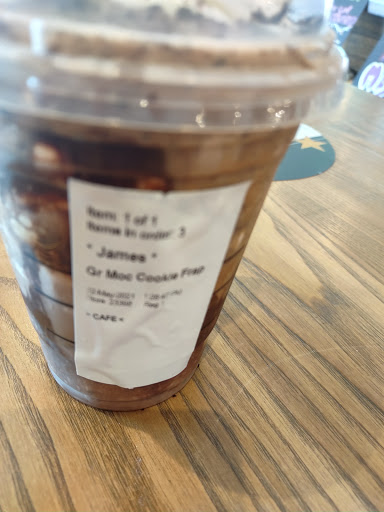 Item: 1 of 1
Items in order: 3
* James *
Gr Moc Cookie Frap
* CAFE *